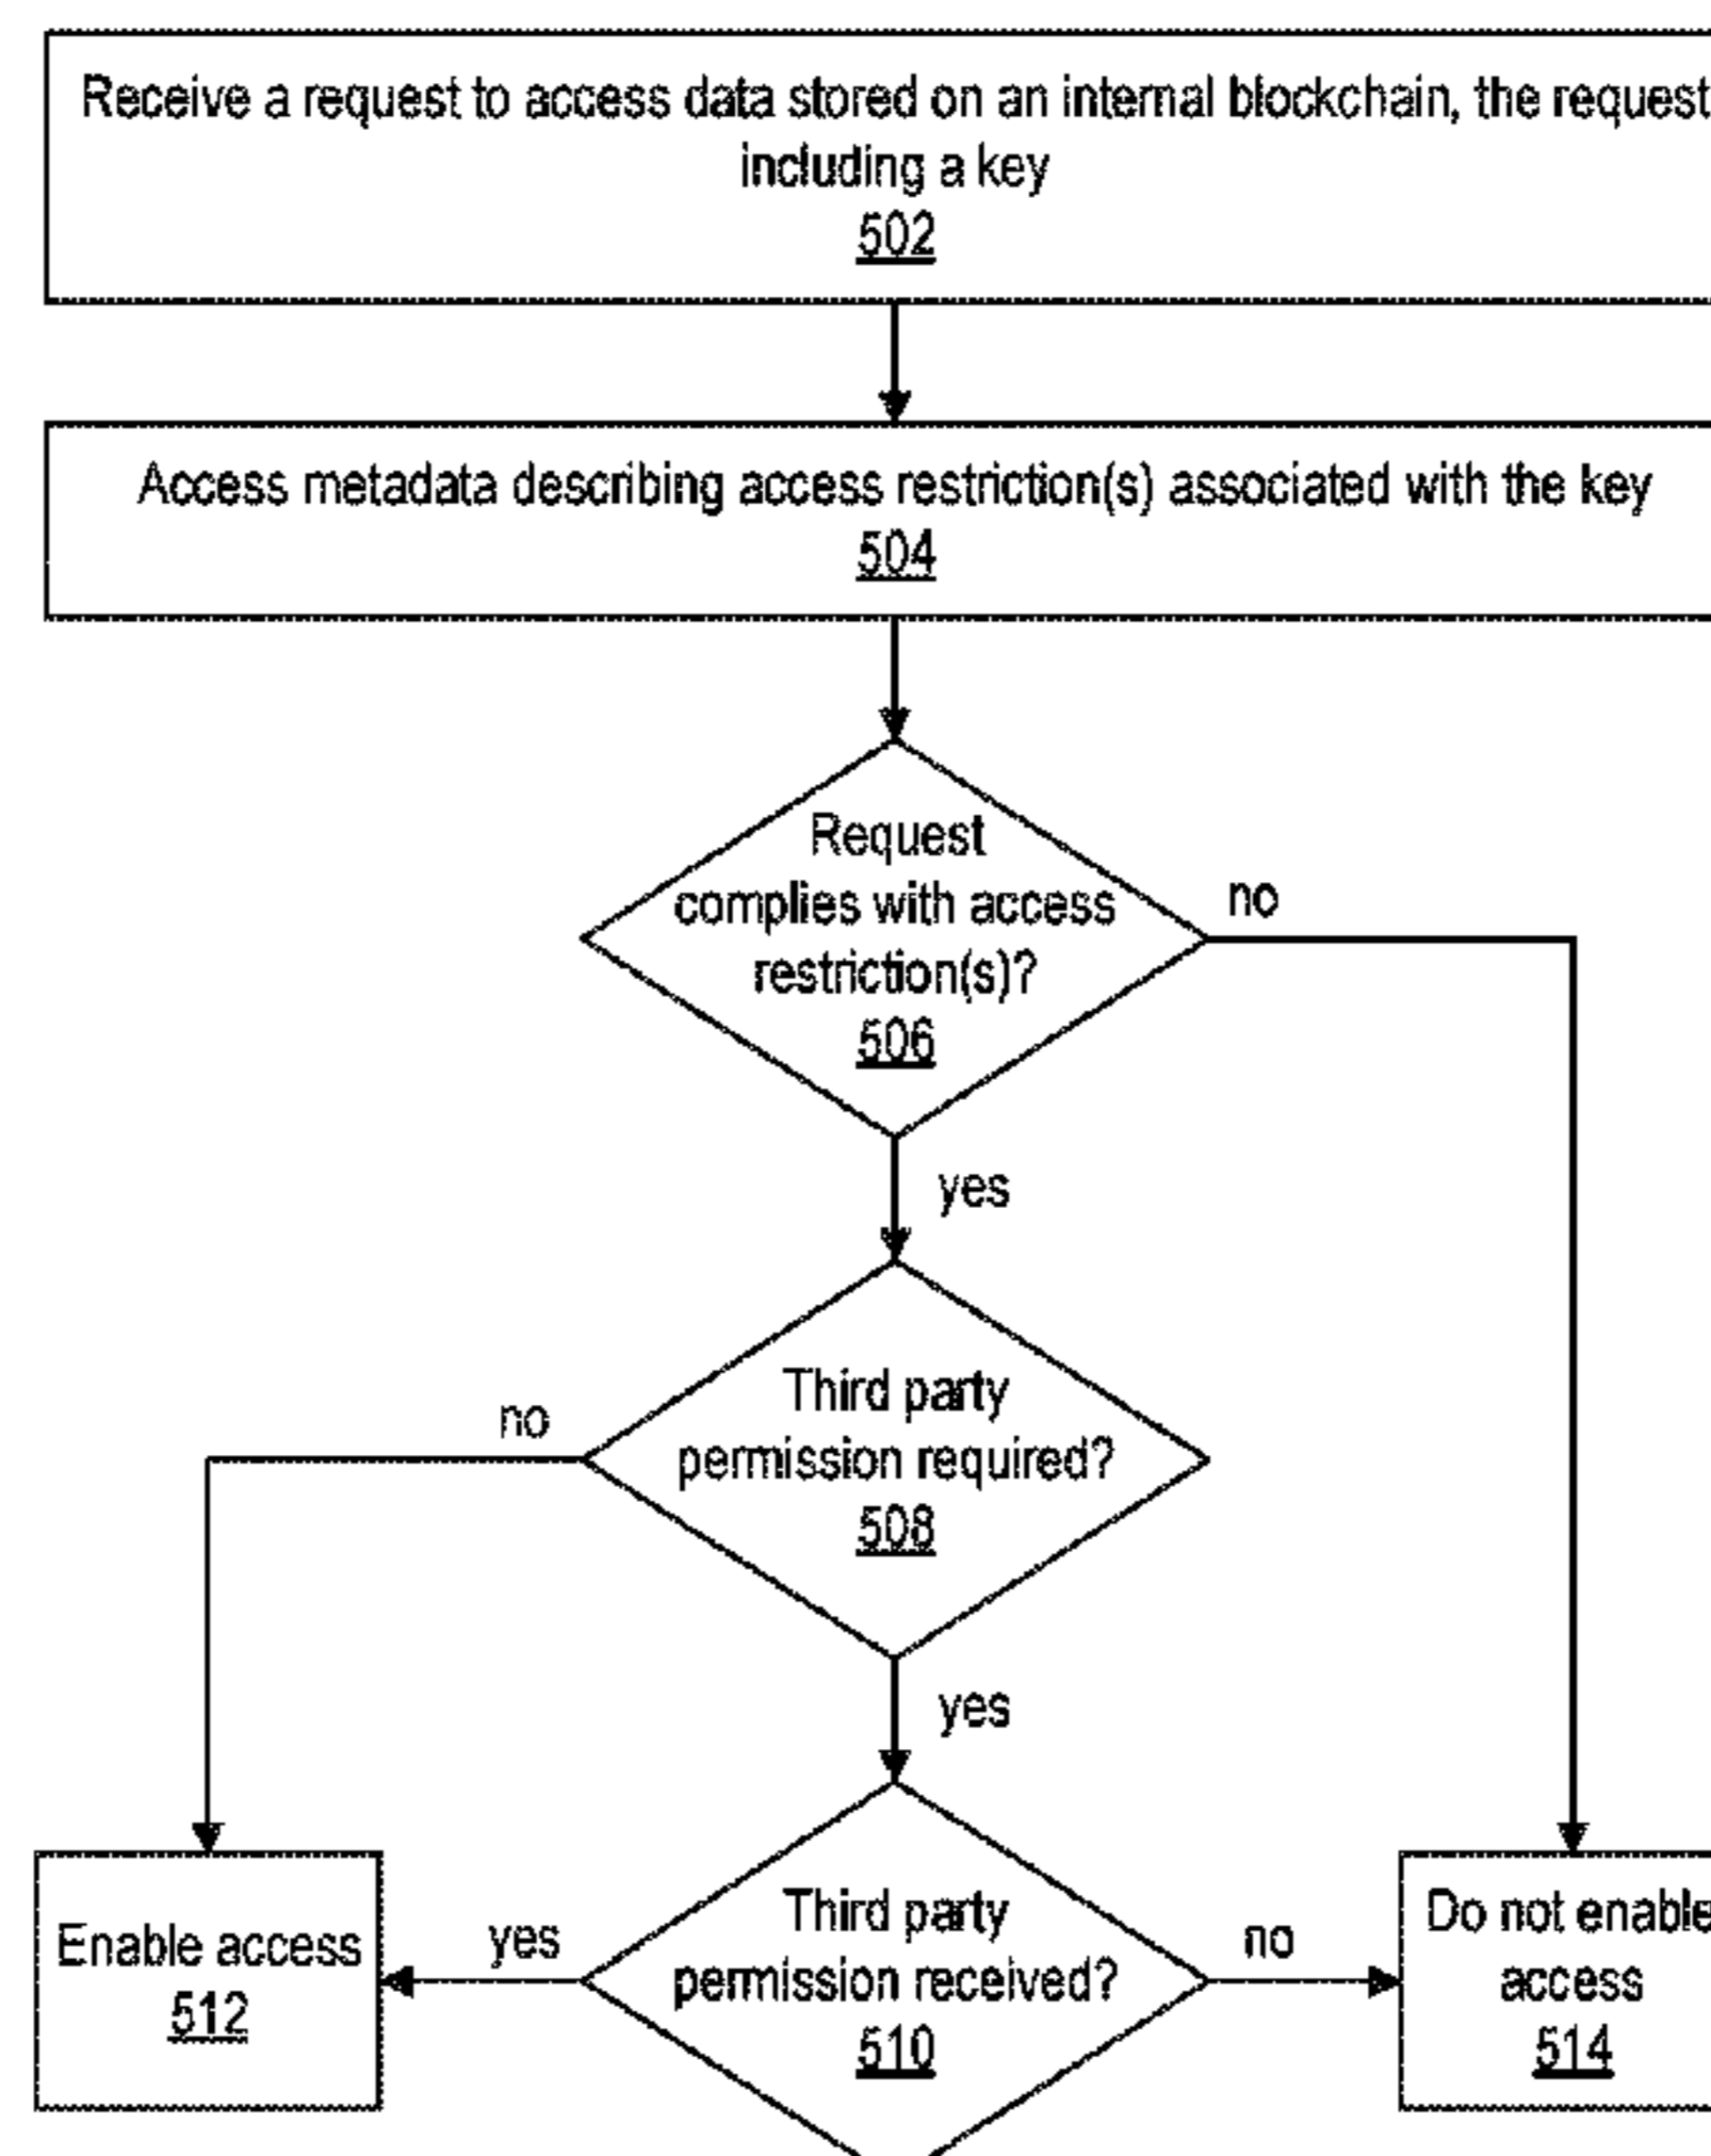 Receive a request to access data stored on an internal blockchain, the request
including a key
502
Access metadata describing access restriction(s) associated with the key
504
Request
complies with access
restriction(s)?
506
no
yes
Third party
permission required?
508
no
yes
Third party
permission received?
510
yes
no
Enable access
512
Do not enable
access
514